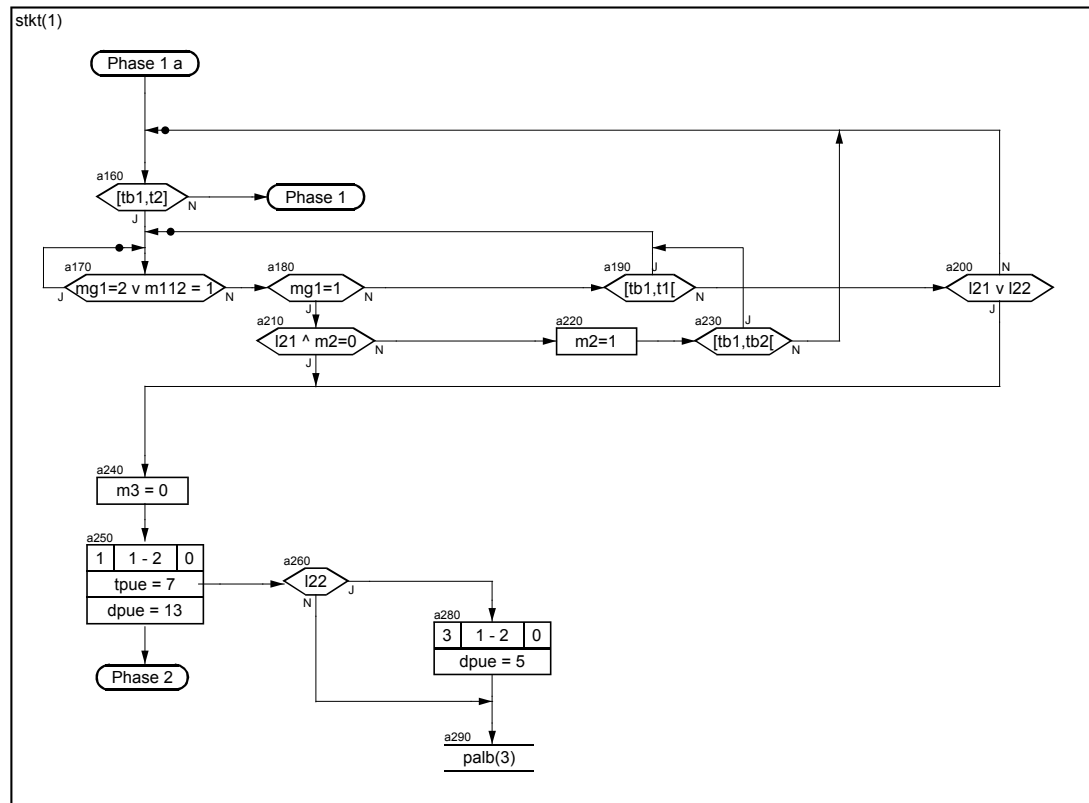 stkt(1)
Phase 1 a
a160
[tb1,t2]
J
N
Phase 1
a170
mg1=2 v m112 = 1
J
N
a180
mg1=1
J
N
a190
[tb1,t1[
J
N
a200
l21 v l22
N
J
a210
l21 ^ m2=0
J
N
a220
m2=1
a230
[tb1,tb2[
J
N
a240
m3 = 0
a250
1 1 - 2 0
tpue = 7
dpue = 13
Phase 2
a260
l22
J
N
a280
3 1 - 2 0
dpue = 5
a290
palb(3)